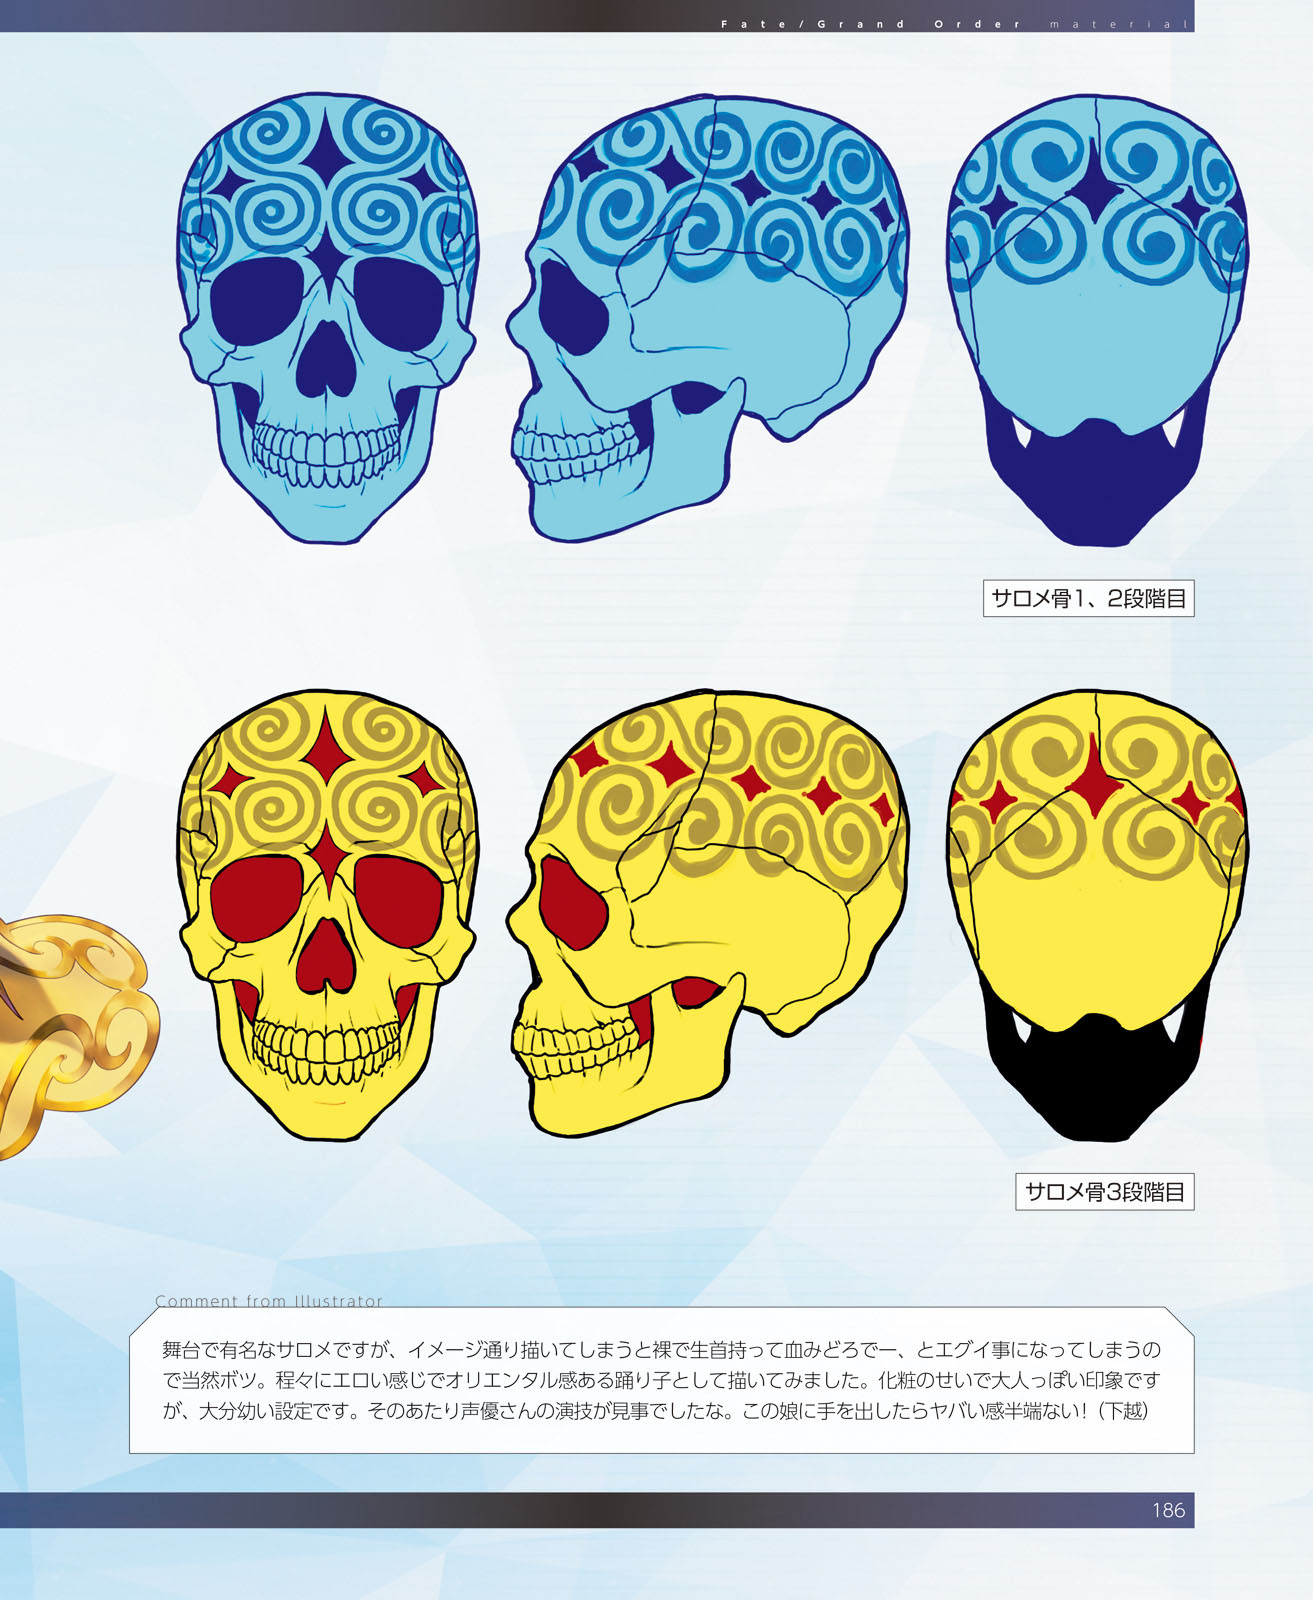 Fate/Grand Order material
サロメ骨1、2段階目
サロメ骨3段階目
Comment from Illustrator
舞台で有名なサロメですが、イメージ通り描いてしまうと裸で生首持って血みどろでー、とエグイ事になってしまうの
で当然ボツ。程々にエロい感じでオリエンタル感ある踊り子として描いてみました。化粧のせいで大人っぽい印象です
が、大分幼い設定です。そのあたり声優さんの演技が見事でしたな。この娘に手を出したらヤバい感半端ない!（下越）
186